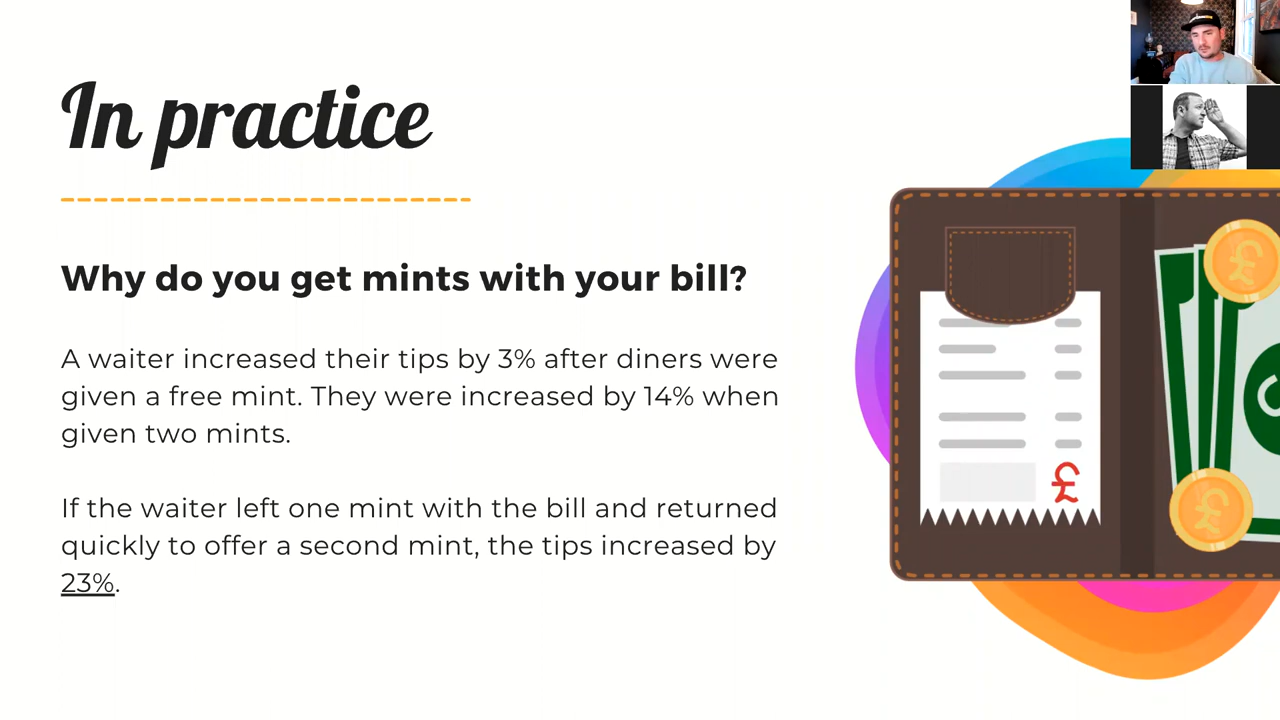 In practice
Why do you get mints with your bill?
A waiter increased their tips by 3% after diners were
given a free mint. They were increased by 14% when
given two mints.
If the waiter left one mint with the bill and returned
quickly to offer a second mint, the tips increased by
23%.
£
£
£